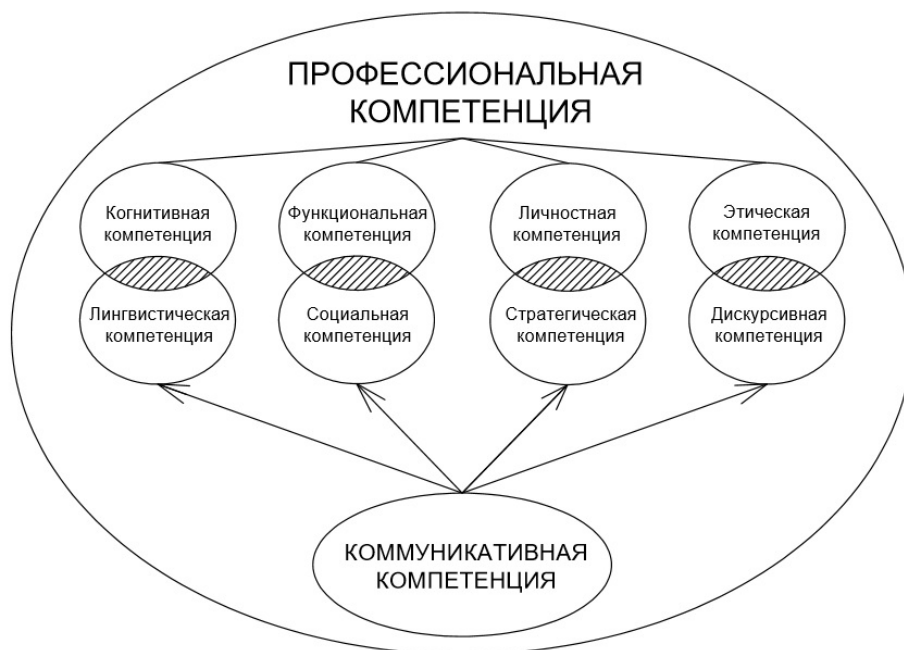 ПРОФЕССИОНАЛЬНАЯ
КОМПЕТЕНЦИЯ
Когнитивная
компетенция
Функциональная
компетенция
Личностная
компетенция
Этическая
компетенция
Лингвистическая
компетенция
Социальная
компетенция
Стратегическая
компетенция
Дискурсивная
компетенция
КОММУНИКАТИВНАЯ
КОМПЕТЕНЦИЯ